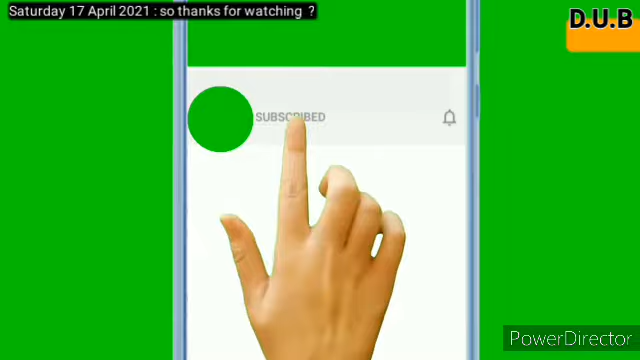 Saturday 17 April 2021 : so thanks for watching ?
D.U.B
SUBSCRIBED
PowerDirector